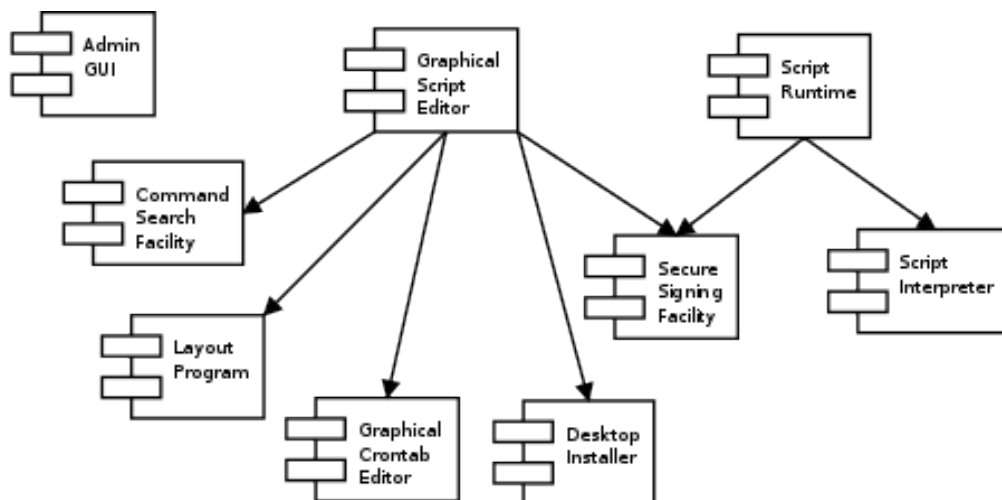 Admin
GUI
Graphical
Script
Editor
Script
Runtime
Command
Search
Facility
Secure
Signing
Facility
Script
Interpreter
Layout
Program
Graphical
Crontab
Editor
Desktop
Installer